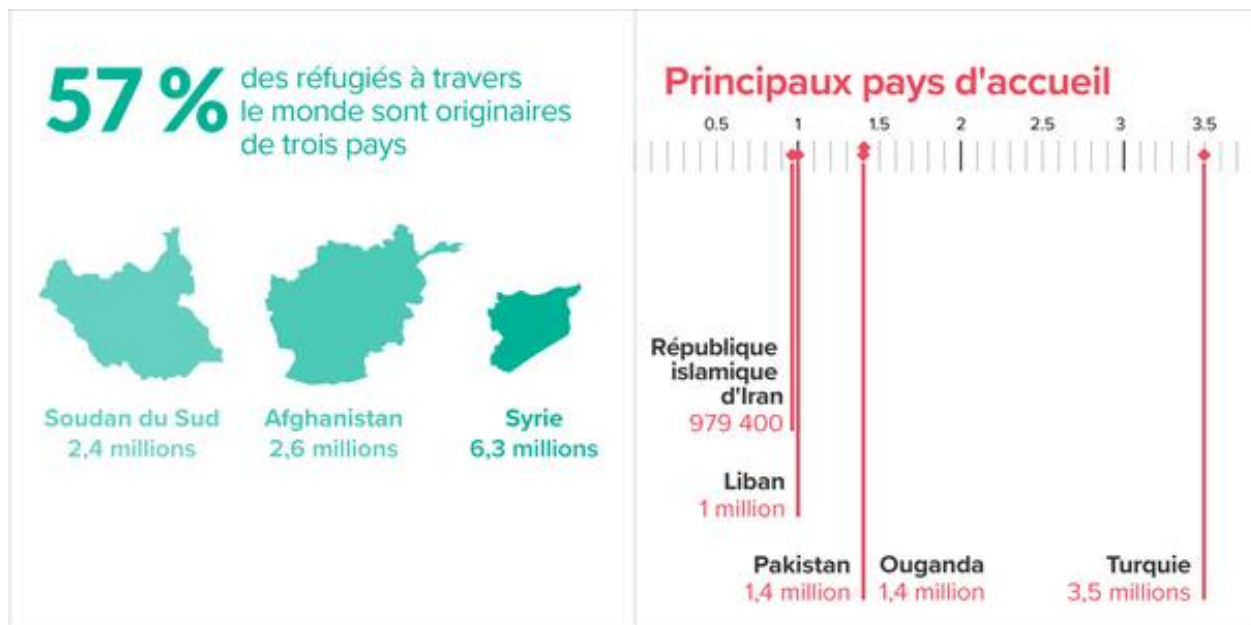 57 %
des réfugiés à travers
le monde sont originaires
de trois pays
Soudan du Sud
2,4 millions
Afghanistan
2,6 millions
Syrie
6,3 millions
Principaux pays d'accueil
0.5 1 1.5 2 2.5 3 3.5
République
islamique
d'Iran
979 400
Liban
1 million
Pakistan
1,4 million
Ouganda
1,4 million
Turquie
3,5 millions